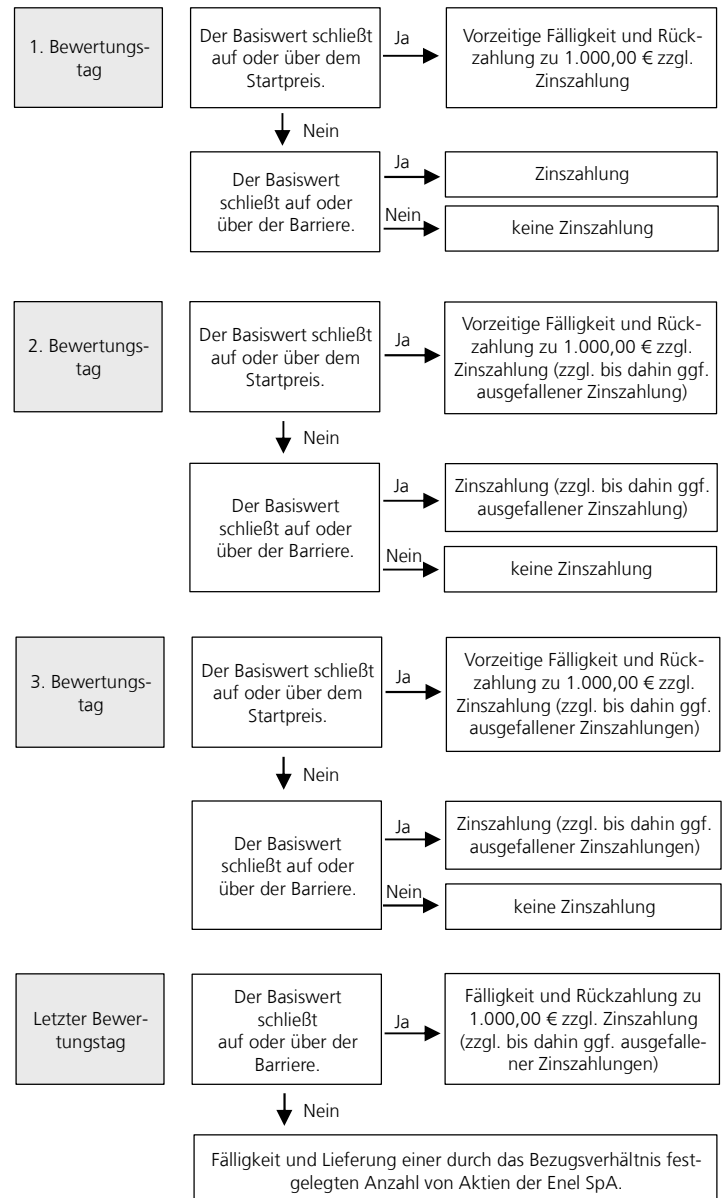 1. Bewertungs-
tag
Der Basiswert schließt
auf oder über dem
Startpreis.
Ja
Vorzeitige Fälligkeit und Rück-
zahlung zu 1.000,00 € zzgl.
Zinszahlung
Nein
Der Basiswert
schließt auf oder
über der Barriere.
Ja
Zinszahlung
Nein
keine Zinszahlung
2. Bewertungs-
tag
Der Basiswert schließt
auf oder über dem
Startpreis.
Ja
Vorzeitige Fälligkeit und Rück-
zahlung zu 1.000,00 € zzgl.
Zinszahlung (zzgl. bis dahin ggf.
ausgefallener Zinszahlung)
Nein
Der Basiswert
schließt auf oder
über der Barriere.
Ja
Zinszahlung (zzgl. bis dahin ggf.
ausgefallener Zinszahlung)
Nein
keine Zinszahlung
3. Bewertungs-
tag
Der Basiswert schließt
auf oder über dem
Startpreis.
Ja
Vorzeitige Fälligkeit und Rück-
zahlung zu 1.000,00 € zzgl.
Zinszahlung (zzgl. bis dahin ggf.
ausgefallener Zinszahlungen)
Nein
Der Basiswert
schließt auf oder
über der Barriere.
Ja
Zinszahlung (zzgl. bis dahin ggf.
ausgefallener Zinszahlungen)
Nein
keine Zinszahlung
Letzter Bewer-
tungstag
Der Basiswert
schließt
auf oder über der
Barriere.
Ja
Fälligkeit und Rückzahlung zu
1.000,00 € zzgl. Zinszahlung
(zzgl. bis dahin ggf. ausgefalle-
ner Zinszahlungen)
Nein
Fälligkeit und Lieferung einer durch das Bezugsverhältnis fest-
gelegten Anzahl von Aktien der Enel SpA.